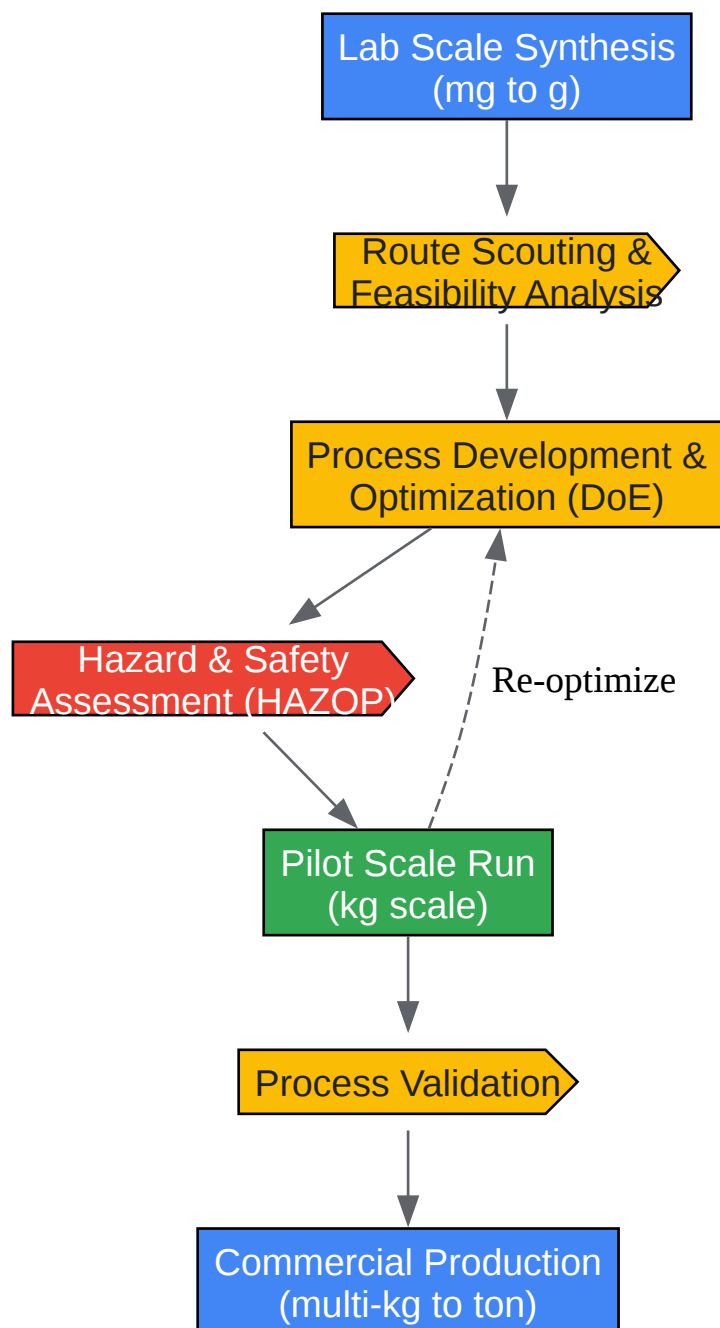 Lab Scale Synthesis
(mg to g)
Route Scouting &
Feasibility Analysis
Process Development &
Optimization (DoE)
Hazard & Safety
Assessment (HAZOP)
Re-optimize
Pilot Scale Run
(kg scale)
Process Validation
Commercial Production
(multi-kg to ton)